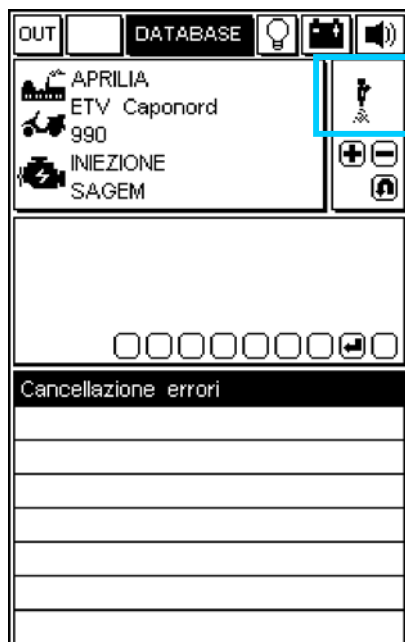 OUT
DATABASE
APRILIA
ETV Caponord
990
INIEZIONE
SAGEM
Cancellazione errori